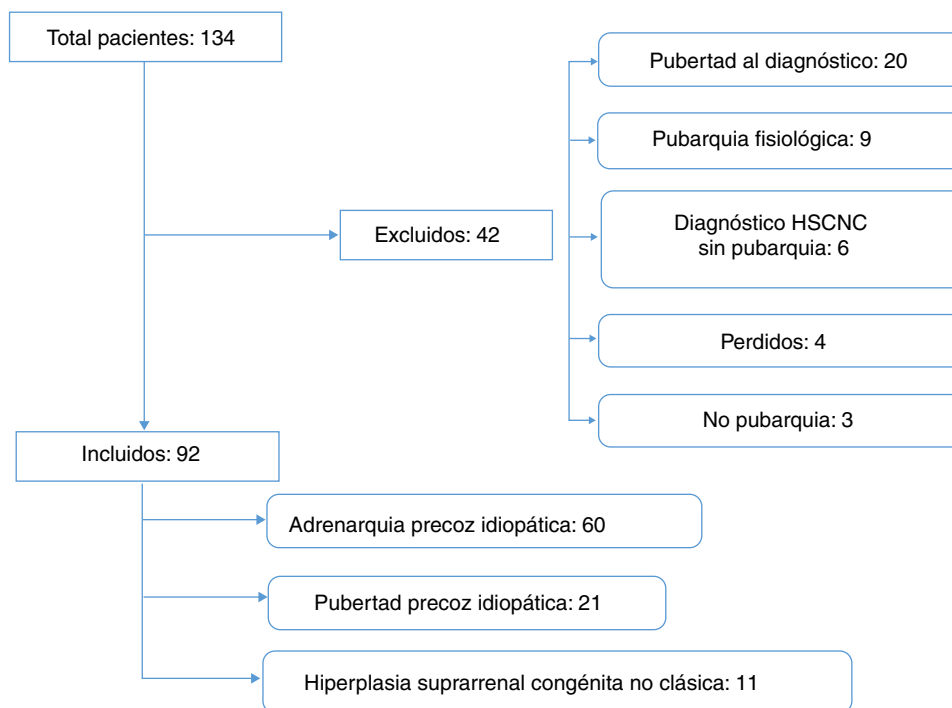 Total pacientes: 134
Pubertad al diagnóstico: 20
Pubarquia fisiológica: 9
Diagnóstico HSCNC
sin pubarquia: 6
Excluidos: 42
Perdidos: 4
No pubarquia: 3
Incluidos: 92
Adrenarquia precoz idiopática: 60
Pubertad precoz idiopática: 21
Hiperplasia suprarrenal congénita no clásica: 11